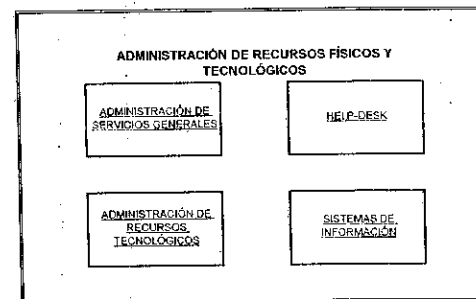 ADMINISTRACIÓN DE RECURSOS FÍSICOS Y
TECNOLÓGICOS
ADMINISTRACIÓN DE
SERVICIOS GENERALES
HELP-DESK
ADMINISTRACIÓN DE
RECURSOS
TECNOLÓGICOS
SISTEMAS DE
INFORMACIÓN